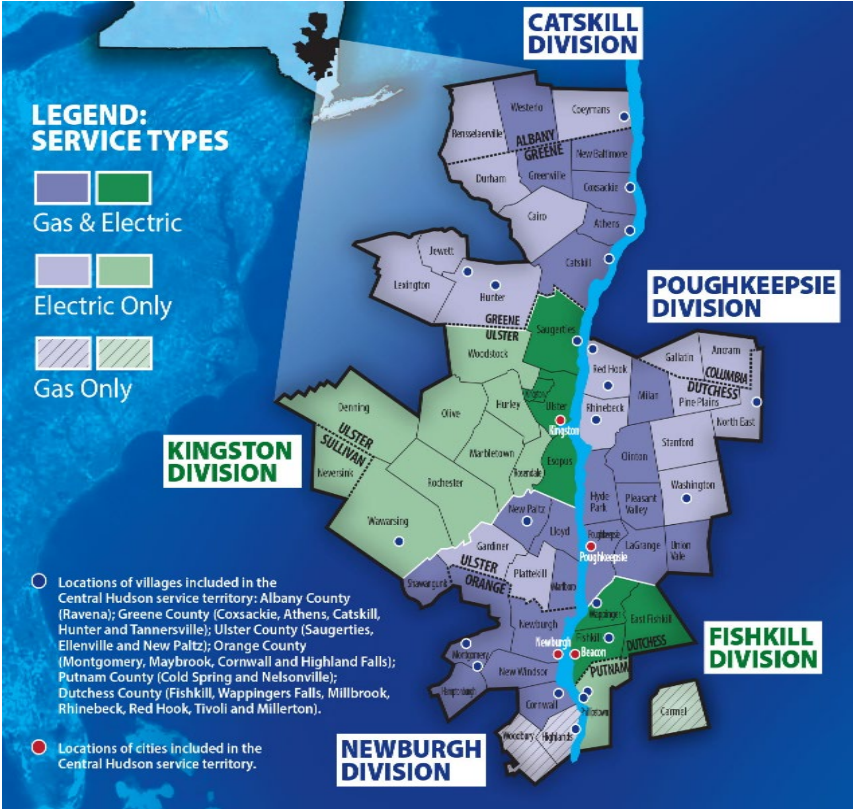 CATSKILL
DIVISION
LEGEND:
SERVICE TYPES
Gas & Electric
Electric Only
Gas Only
Westerlo
Coeymans
Rensselaerville
ALBANY
GREENE
New Baltimore
Durham
Greenville
Coxsackie
Cairo
Athens
Catskill
Jewett
Lexington
Hunter
GREENE
ULSTER
POUGHKEEPSIE
DIVISION
Saugerties
Woodstock
Gallatin
Ancram
COLUMBIA
DUTCHESS
Red Hook
Milan
Pine Plains
North East
Denning
Olive
Hurley
Kingston
Ulster
Kingston
Rhinebeck
Stanford
KINGSTON
DIVISION
ULSTER
SULLIVAN
Neversink
Marbletown
Rosendale
Esopus
Clinton
Rochester
Washington
Wawarsing
Hyde
Park
Pleasant
Valley
New Paltz
Lloyd
Poughkeepsie
Poughkeepsie
LaGrange
Union
Vale
Gardiner
ULSTER
ORANGE
Plattekill
Marlboro
Shawangunk
Locations of villages included in the
Central Hudson service territory: Albany County
(Ravena); Greene County (Coxsackie, Athens, Catskill,
Hunter and Tannersville); Ulster County (Saugerties,
Ellenville and New Paltz); Orange County
(Montgomery, Maybrook, Cornwall and Highland Falls);
Putnam County (Cold Spring and Nelsonville);
Dutchess County (Fishkill, Wappingers Falls, Millbrook,
Rhinebeck, Red Hook, Tivoli and Millerton).
Wappinger
East Fishkill
Newburgh
Fishkill
DUTCHESS
Newburgh
Beacon
FISHKILL
DIVISION
Montgomery
New Windsor
PUTNAM
Hamptonburgh
Cornwall
Philipstown
Carmel
Woodbury
Highlands
Locations of cities included in the
Central Hudson service territory.
NEWBURGH
DIVISION